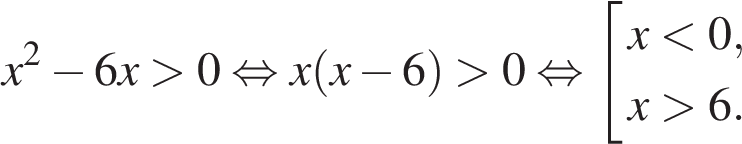 x² − 6x > 0 ⇔ x(x − 6) > 0 ⇔ [ x < 0,
x > 6.